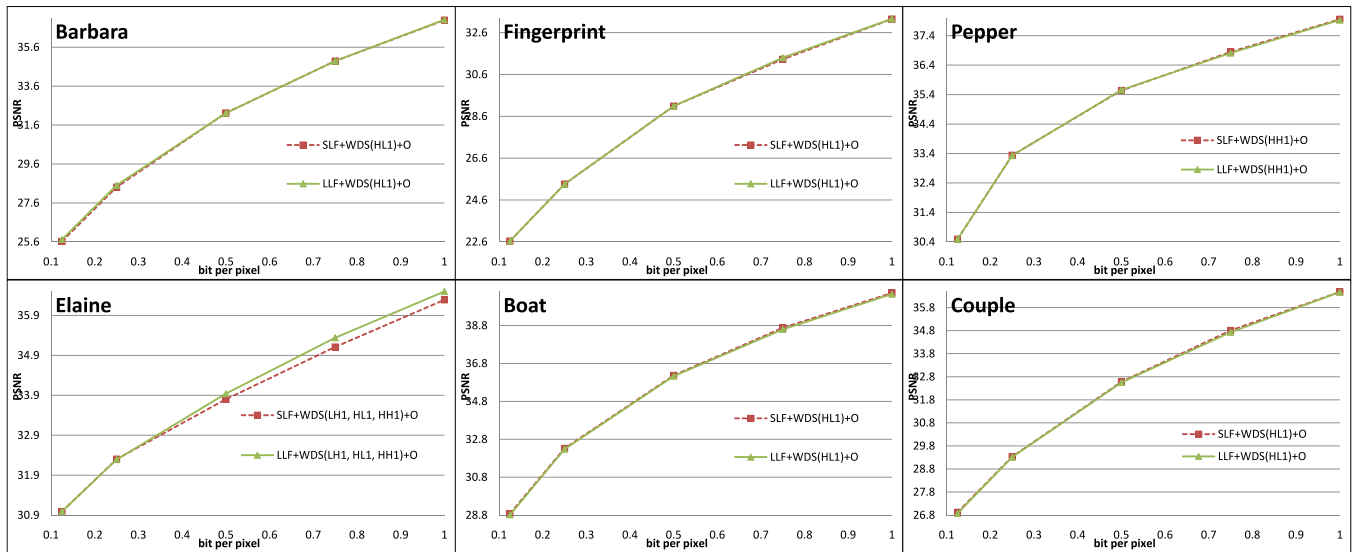 Barbara
35.6
33.6
31.6
29.6
27.6
25.6
PSNR
SLF+WDS(HL1)+O
LLF+WDS(HL1)+O
0.1 0.2 0.3 0.4 0.5 0.6 0.7 0.8 0.9 1
bit per pixel
Fingerprint
32.6
30.6
28.6
26.6
24.6
22.6
PSNR
SLF+WDS(HL1)+O
LLF+WDS(HL1)+O
0.1 0.2 0.3 0.4 0.5 0.6 0.7 0.8 0.9 1
bit per pixel
Pepper
37.4
36.4
35.4
34.4
33.4
32.4
31.4
30.4
PSNR
SLF+WDS(HH1)+O
LLF+WDS(HH1)+O
0.1 0.2 0.3 0.4 0.5 0.6 0.7 0.8 0.9 1
bit per pixel
Elaine
35.9
34.9
33.9
32.9
31.9
30.9
PSNR
SLF+WDS(LH1, HL1, HH1)+O
LLF+WDS(LH1, HL1, HH1)+O
0.1 0.2 0.3 0.4 0.5 0.6 0.7 0.8 0.9 1
bit per pixel
Boat
38.8
36.8
34.8
32.8
30.8
28.8
PSNR
SLF+WDS(HL1)+O
LLF+WDS(HL1)+O
0.1 0.2 0.3 0.4 0.5 0.6 0.7 0.8 0.9 1
bit per pixel
Couple
35.8
34.8
33.8
32.8
31.8
30.8
29.8
28.8
27.8
26.8
PSNR
SLF+WDS(HL1)+O
LLF+WDS(HL1)+O
0.1 0.2 0.3 0.4 0.5 0.6 0.7 0.8 0.9 1
bit per pixel